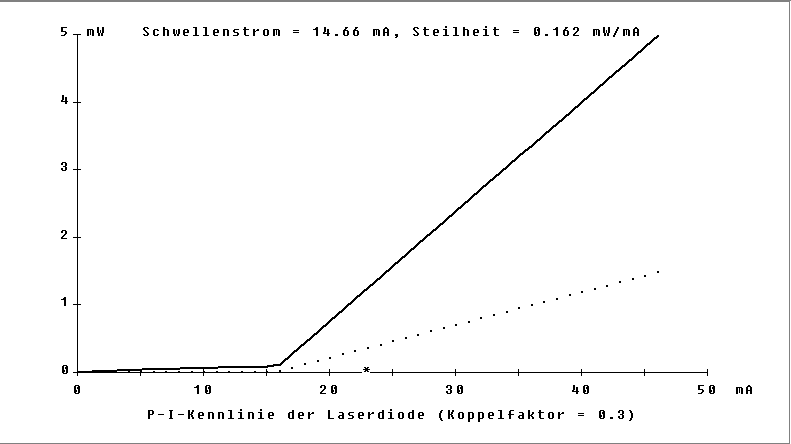 5 mW Schwellenstrom = 14.66 mA, Steilheit = 0.162 mW/mA
4
3
2
1
0
*
0 10 20 30 40 50 mA
P-I-Kennlinie der Laserdiode (Koppelfaktor = 0.3)